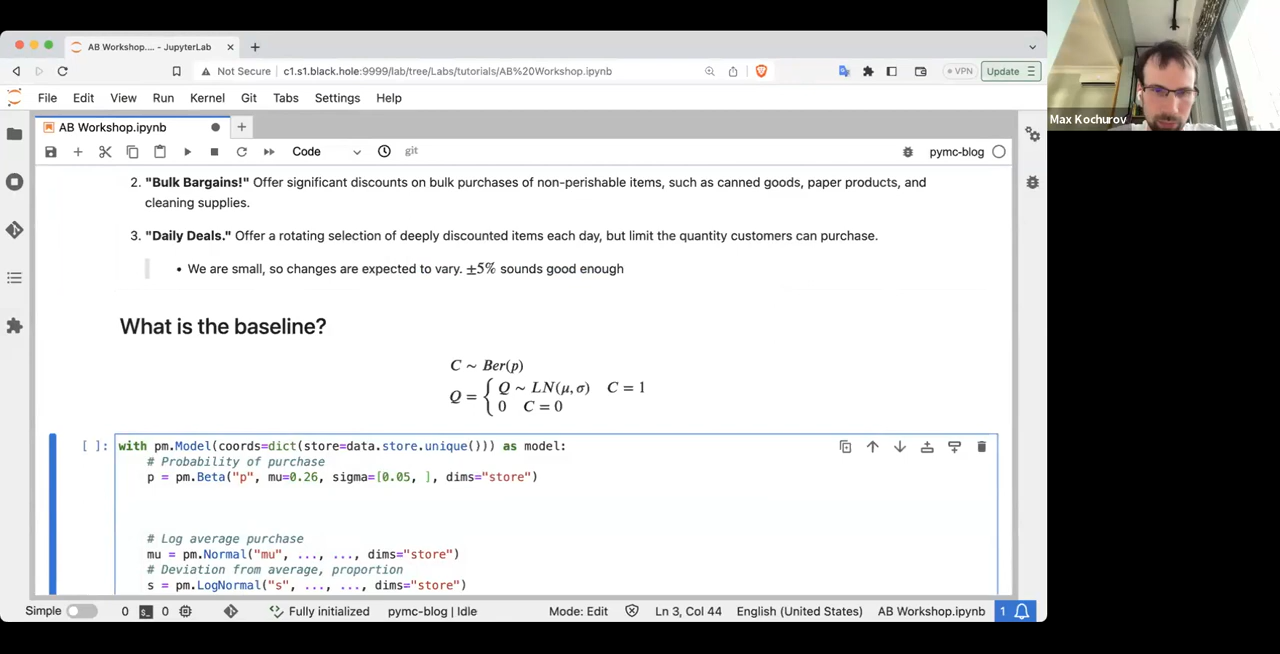 AB Workshop.... - JupyterLab
Not Secure c1.s1.black.hole:9999/lab/tree/Labs/tutorials/AB%20Workshop.ipynb
VPN
Update
Max Kochurov
File Edit View Run Kernel Git Tabs Settings Help
AB Workshop.ipynb
Code
git
pymc-blog
2. "Bulk Bargains!" Offer significant discounts on bulk purchases of non-perishable items, such as canned goods, paper products, and
cleaning supplies.
3. "Daily Deals." Offer a rotating selection of deeply discounted items each day, but limit the quantity customers can purchase.
• We are small, so changes are expected to vary. ±5% sounds good enough
What is the baseline?
C ~ Ber(p)
Q = { Q ~ LN(μ, σ) C = 1
0 C = 0
[ ]: with pm.Model(coords=dict(store=data.store.unique())) as model:
# Probability of purchase
p = pm.Beta("p", mu=0.26, sigma=[0.05, ], dims="store")
# Log average purchase
mu = pm.Normal("mu", ..., ..., dims="store")
# Deviation from average, proportion
s = pm.LogNormal("s", ..., ..., dims="store")
Simple 0 0 Fully initialized pymc-blog | Idle Mode: Edit Ln 3, Col 44 English (United States) AB Workshop.ipynb 1